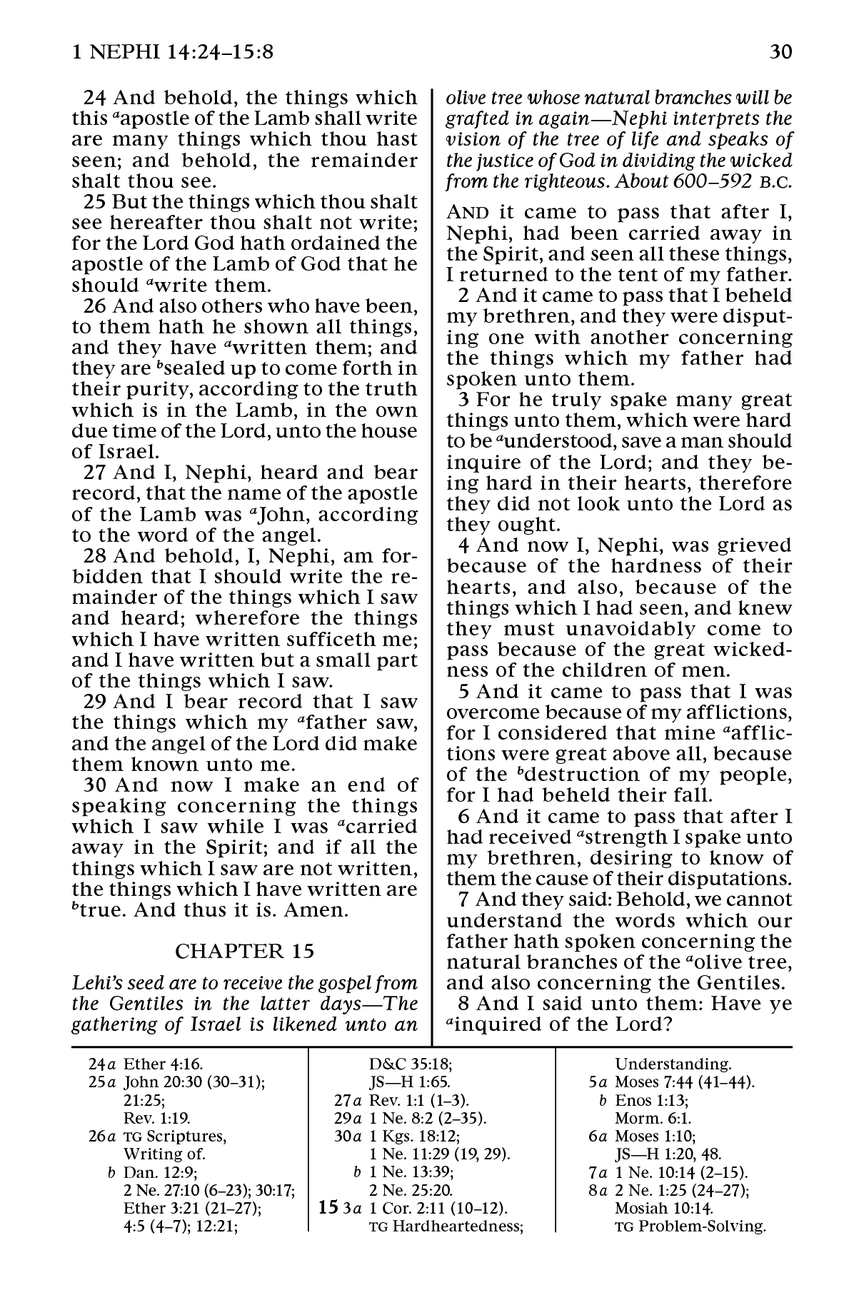 1 NEPHI 14:24–15:8
30
24 And behold, the things which
this aapostle of the Lamb shall write
are many things which thou hast
seen; and behold, the remainder
shalt thou see.
25 But the things which thou shalt
see hereafter thou shalt not write;
for the Lord God hath ordained the
apostle of the Lamb of God that he
should awrite them.
26 And also others who have been,
to them hath he shown all things,
and they have awritten them; and
they are bsealed up to come forth in
their purity, according to the truth
which is in the Lamb, in the own
due time of the Lord, unto the house
of Israel.
27 And I, Nephi, heard and bear
record, that the name of the apostle
of the Lamb was aJohn, according
to the word of the angel.
28 And behold, I, Nephi, am for-
bidden that I should write the re-
mainder of the things which I saw
and heard; wherefore the things
which I have written sufficeth me;
and I have written but a small part
of the things which I saw.
29 And I bear record that I saw
the things which my afather saw,
and the angel of the Lord did make
them known unto me.
30 And now I make an end of
speaking concerning the things
which I saw while I was acarried
away in the Spirit; and if all the
things which I saw are not written,
the things which I have written are
btrue. And thus it is. Amen.
CHAPTER 15
Lehi’s seed are to receive the gospel from
the Gentiles in the latter days—The
gathering of Israel is likened unto an
olive tree whose natural branches will be
grafted in again—Nephi interprets the
vision of the tree of life and speaks of
the justice of God in dividing the wicked
from the righteous. About 600–592 B.C.
AND it came to pass that after I,
Nephi, had been carried away in
the Spirit, and seen all these things,
I returned to the tent of my father.
2 And it came to pass that I beheld
my brethren, and they were disput-
ing one with another concerning
the things which my father had
spoken unto them.
3 For he truly spake many great
things unto them, which were hard
to be aunderstood, save a man should
inquire of the Lord; and they be-
ing hard in their hearts, therefore
they did not look unto the Lord as
they ought.
4 And now I, Nephi, was grieved
because of the hardness of their
hearts, and also, because of the
things which I had seen, and knew
they must unavoidably come to
pass because of the great wicked-
ness of the children of men.
5 And it came to pass that I was
overcome because of my afflictions,
for I considered that mine aafflic-
tions were great above all, because
of the bdestruction of my people,
for I had beheld their fall.
6 And it came to pass that after I
had received astrength I spake unto
my brethren, desiring to know of
them the cause of their disputations.
7 And they said: Behold, we cannot
understand the words which our
father hath spoken concerning the
natural branches of the aolive tree,
and also concerning the Gentiles.
8 And I said unto them: Have ye
ainquired of the Lord?
24a Ether 4:16.
25a John 20:30 (30–31);
21:25;
Rev. 1:19.
26a TG Scriptures,
Writing of.
b Dan. 12:9;
2 Ne. 27:10 (6–23); 30:17;
Ether 3:21 (21–27);
4:5 (4–7); 12:21;
D&C 35:18;
JS—H 1:65.
27a Rev. 1:1 (1–3).
29a 1 Ne. 8:2 (2–35).
30a 1 Kgs. 18:12;
1 Ne. 11:29 (19, 29).
b 1 Ne. 13:39;
2 Ne. 25:20.
15 3a 1 Cor. 2:11 (10–12).
TG Hardheartedness;
Understanding.
5a Moses 7:44 (41–44).
b Enos 1:13;
Morm. 6:1.
6a Moses 1:10;
JS—H 1:20, 48.
7a 1 Ne. 10:14 (2–15).
8a 2 Ne. 1:25 (24–27);
Mosiah 10:14.
TG Problem-Solving.